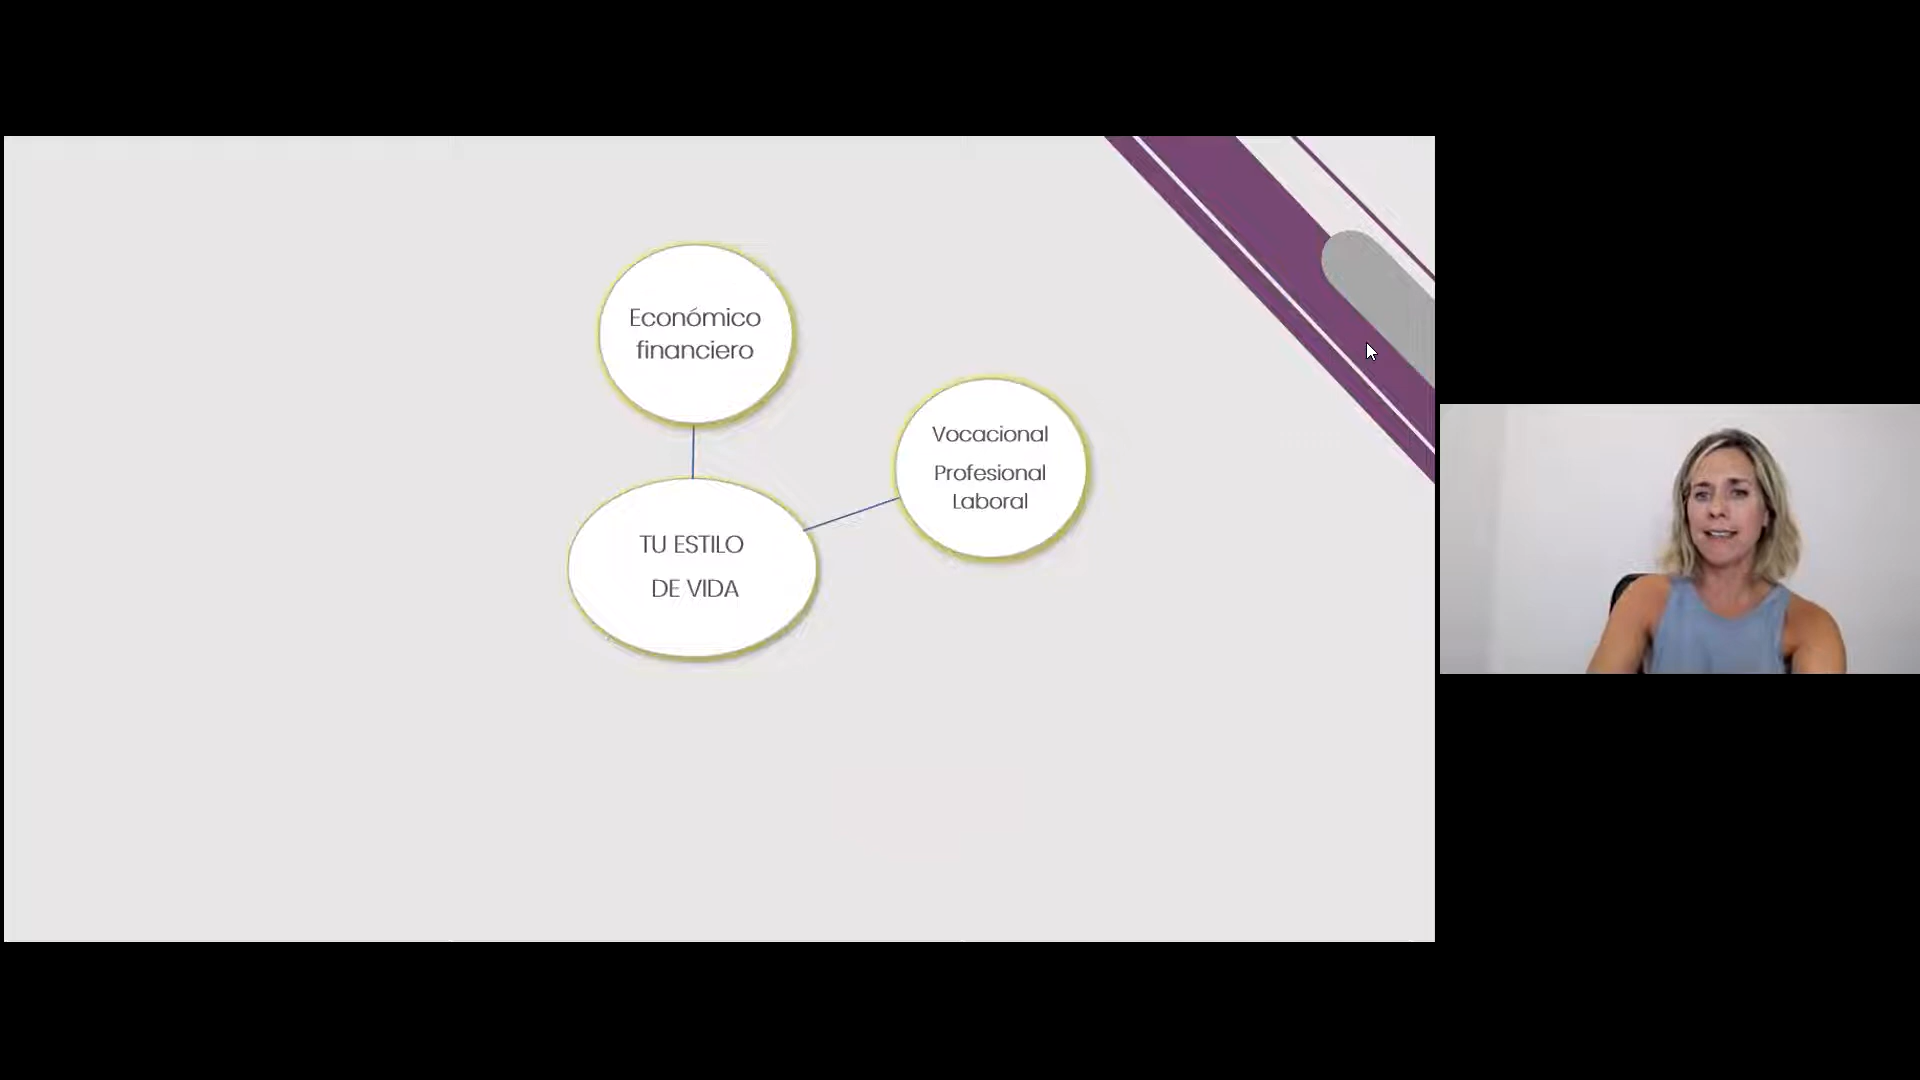 Económico
financiero
Vocacional
Profesional
Laboral
TU ESTILO
DE VIDA